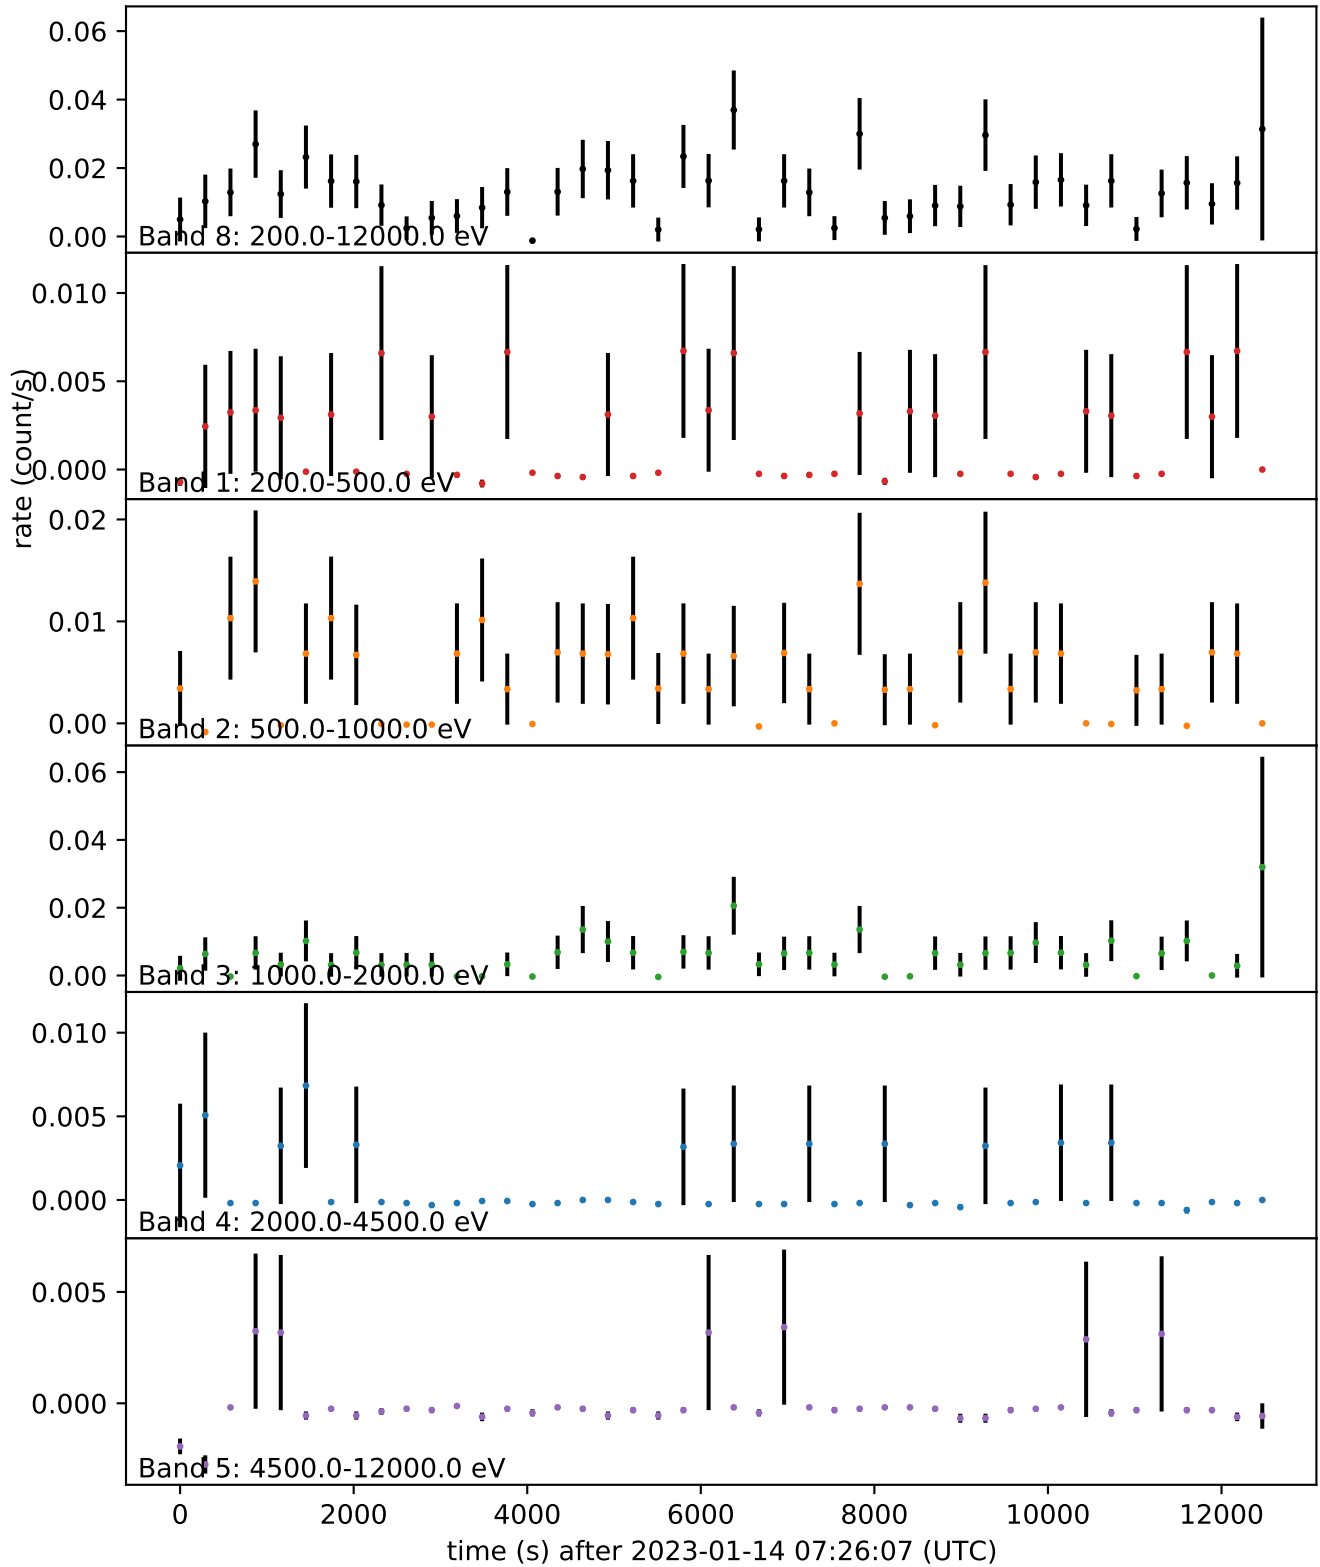 0.06
0.04
0.02
0.00
Band 8: 200.0-12000.0 eV
0.010
0.005
0.000
Band 1: 200.0-500.0 eV
rate (count/s)
0.02
0.01
0.00
Band 2: 500.0-1000.0 eV
0.06
0.04
0.02
0.00
Band 3: 1000.0-2000.0 eV
0.010
0.005
0.000
Band 4: 2000.0-4500.0 eV
0.005
0.000
Band 5: 4500.0-12000.0 eV
0 2000 4000 6000 8000 10000 12000
time (s) after 2023-01-14 07:26:07 (UTC)